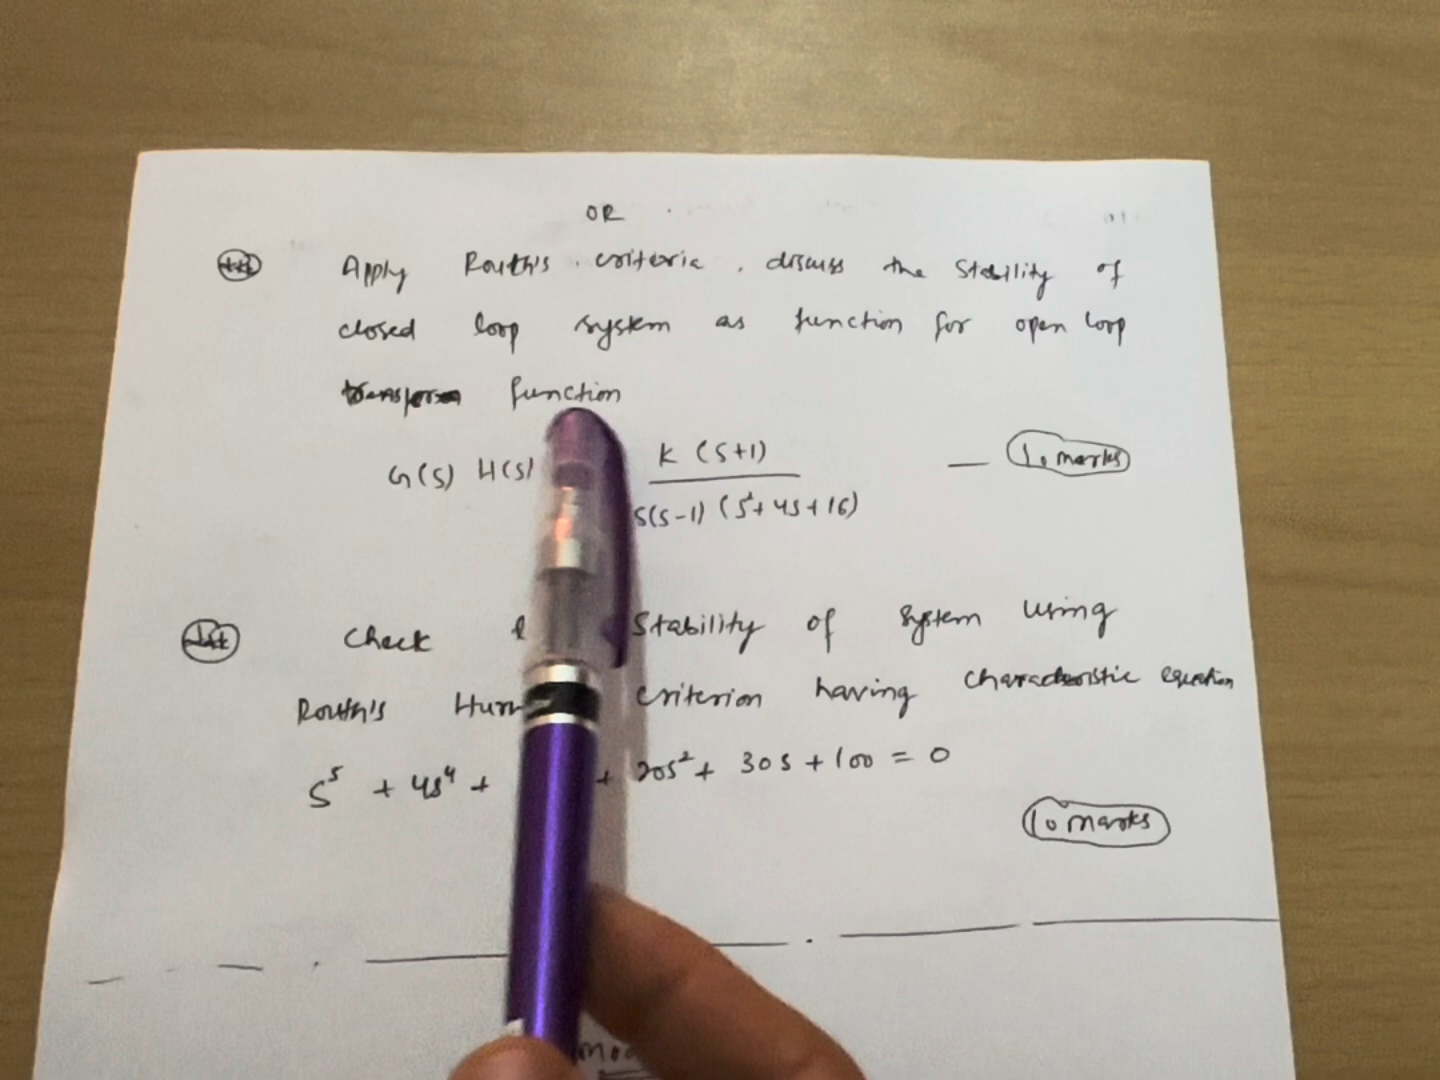 OR
Apply Routh's criteria, discuss the Stability of
closed loop system as function for open loop
function
G(s) H(s) K (S+1) — 10 marks
S(S-1) (S²+4S+16)
Check Stability of system using
Routh's criterion having characteristic equation
S⁵ + 4S⁴ + + 20S² + 30S + 100 = 0
10 marks